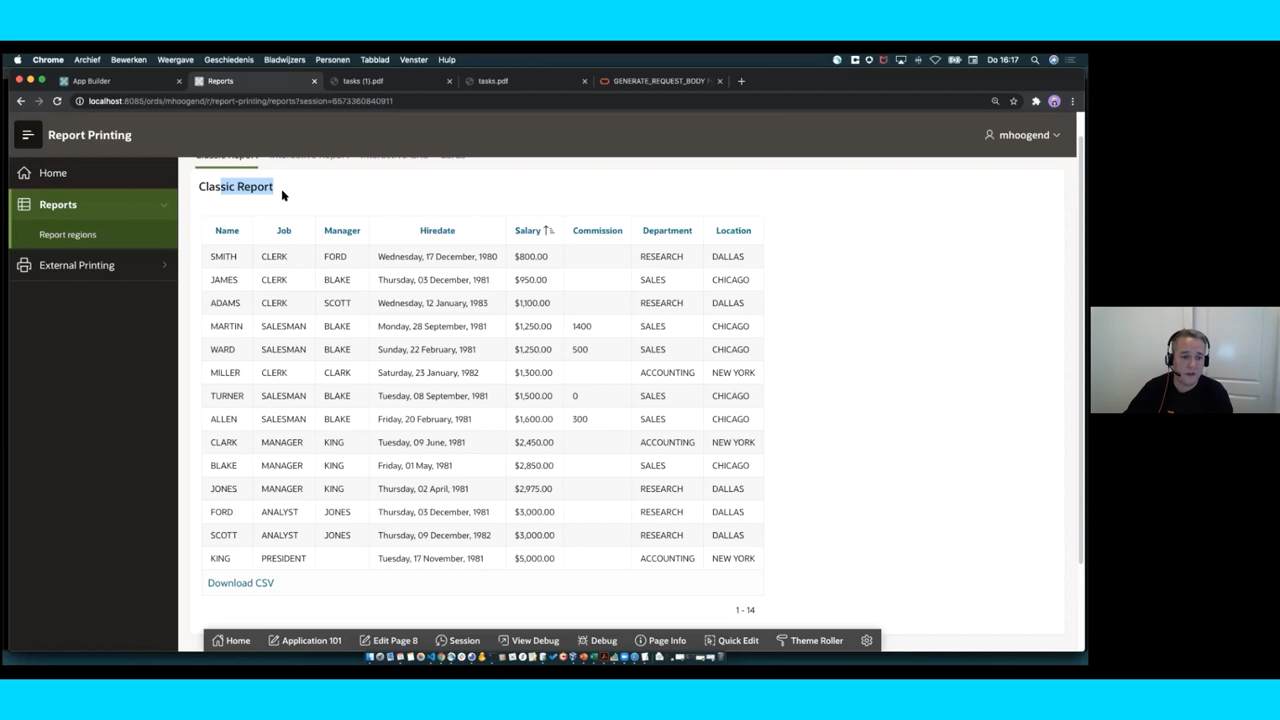 Chrome Archief Bewerken Weergave Geschiedenis Bladwijzers Personen Tabblad Venster Help Do 16:17
App Builder Reports tasks (1).pdf tasks.pdf GENERATE_REQUEST_BODY
localhost:8085/ords/mhoogend/r/report-printing/reports?session=6573360840911
Report Printing mhoogend
Home
Reports
Report regions
External Printing
Classic Report
Name Job Manager Hiredate Salary Commission Department Location
SMITH CLERK FORD Wednesday, 17 December, 1980 $800.00 RESEARCH DALLAS
JAMES CLERK BLAKE Thursday, 03 December, 1981 $950.00 SALES CHICAGO
ADAMS CLERK SCOTT Wednesday, 12 January, 1983 $1,100.00 RESEARCH DALLAS
MARTIN SALESMAN BLAKE Monday, 28 September, 1981 $1,250.00 1400 SALES CHICAGO
WARD SALESMAN BLAKE Sunday, 22 February, 1981 $1,250.00 500 SALES CHICAGO
MILLER CLERK CLARK Saturday, 23 January, 1982 $1,300.00 ACCOUNTING NEW YORK
TURNER SALESMAN BLAKE Tuesday, 08 September, 1981 $1,500.00 0 SALES CHICAGO
ALLEN SALESMAN BLAKE Friday, 20 February, 1981 $1,600.00 300 SALES CHICAGO
CLARK MANAGER KING Tuesday, 09 June, 1981 $2,450.00 ACCOUNTING NEW YORK
BLAKE MANAGER KING Friday, 01 May, 1981 $2,850.00 SALES CHICAGO
JONES MANAGER KING Thursday, 02 April, 1981 $2,975.00 RESEARCH DALLAS
FORD ANALYST JONES Thursday, 03 December, 1981 $3,000.00 RESEARCH DALLAS
SCOTT ANALYST JONES Thursday, 09 December, 1982 $3,000.00 RESEARCH DALLAS
KING PRESIDENT Tuesday, 17 November, 1981 $5,000.00 ACCOUNTING NEW YORK
Download CSV
1 - 14
Home Application 101 Edit Page 8 Session View Debug Debug Page Info Quick Edit Theme Roller